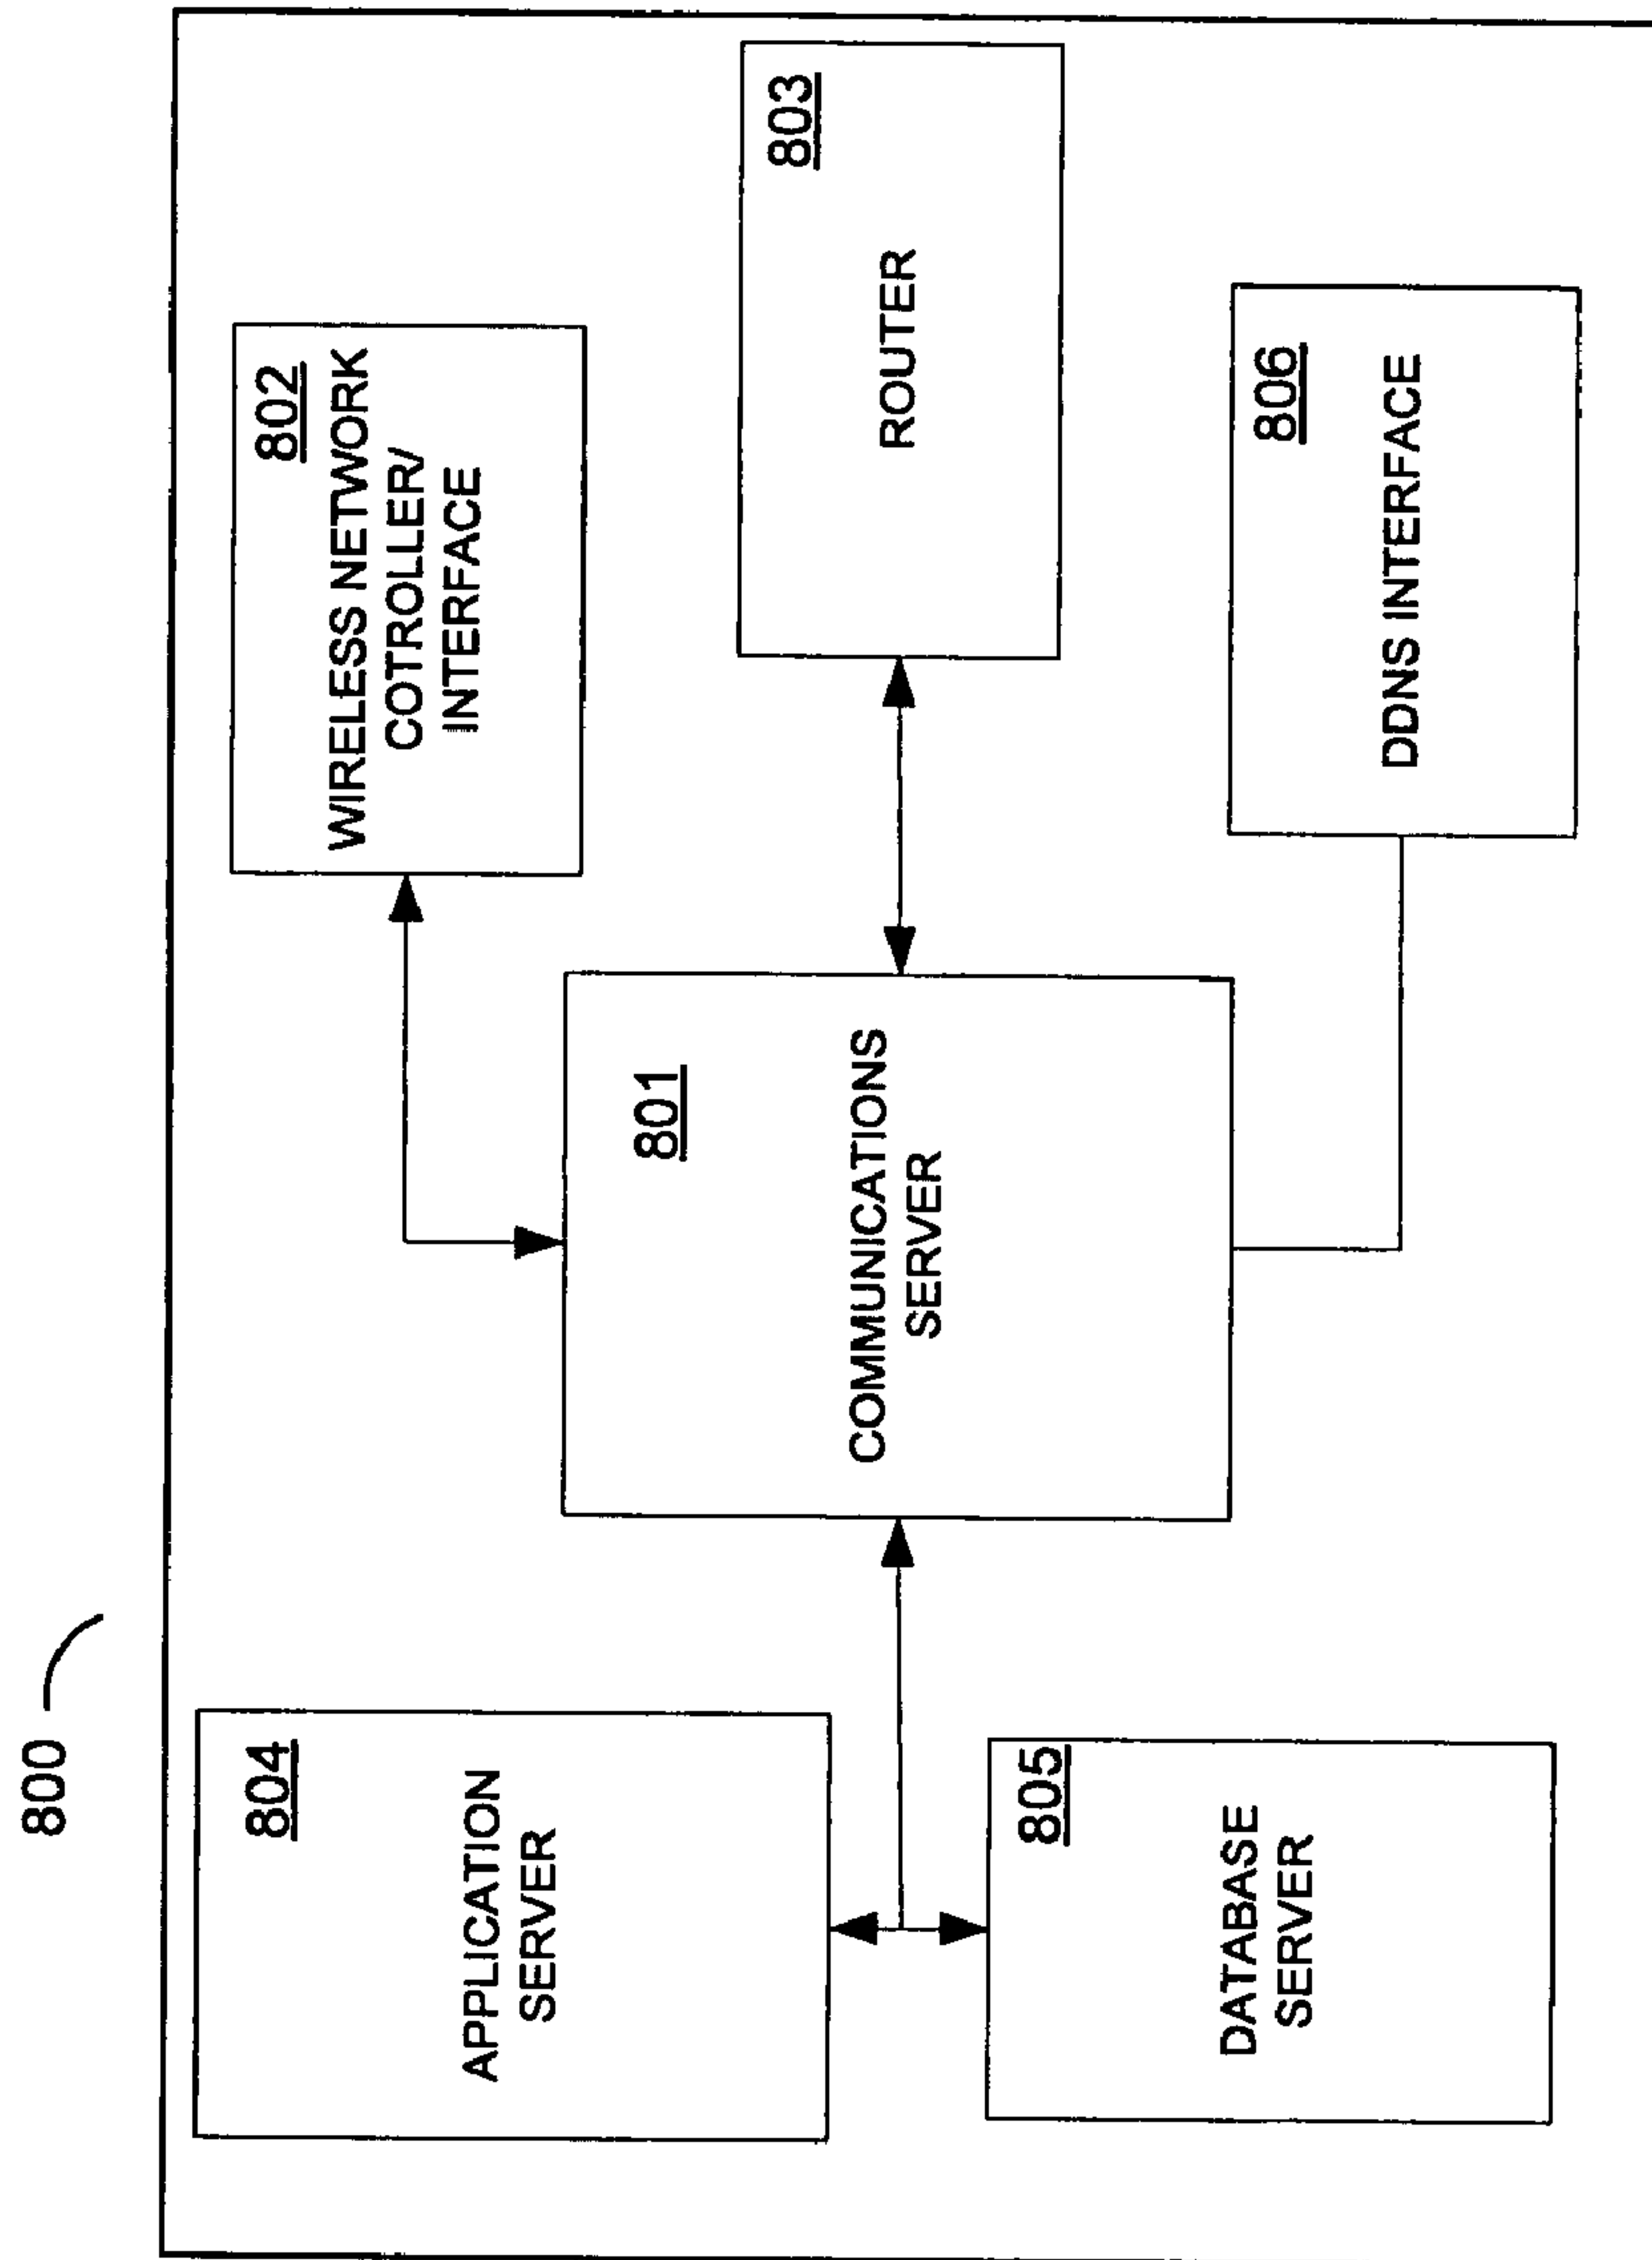 800
804
APPLICATION
SERVER
805
DATABASE
SERVER
801
COMMUNICATIONS
SERVER
802
WIRELESS NETWORK
COTROLLER/
INTERFACE
803
ROUTER
806
DDNS INTERFACE